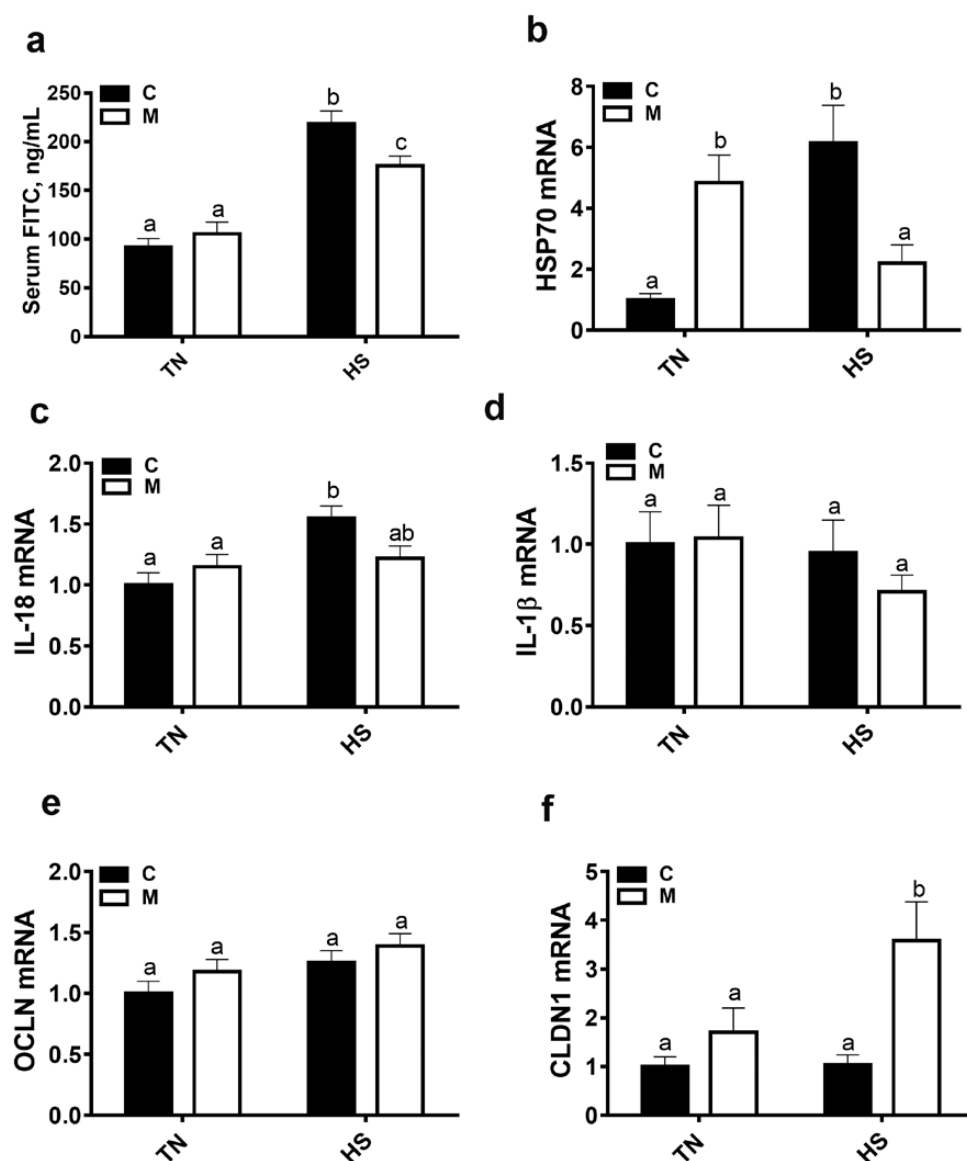 a
C
M
Serum FITC, ng/mL
250
200
150
100
50
0
a
a
b
c
TN
HS
b
C
M
HSP70 mRNA
8
6
4
2
0
a
b
b
a
TN
HS
c
C
M
IL-18 mRNA
2.0
1.5
1.0
0.5
0.0
a
a
b
ab
TN
HS
d
C
M
IL-1β mRNA
1.5
1.0
0.5
0.0
a
a
a
a
TN
HS
e
C
M
OCLN mRNA
2.0
1.5
1.0
0.5
0.0
a
a
a
a
TN
HS
f
C
M
CLDN1 mRNA
5
4
3
2
1
0
a
a
a
b
TN
HS